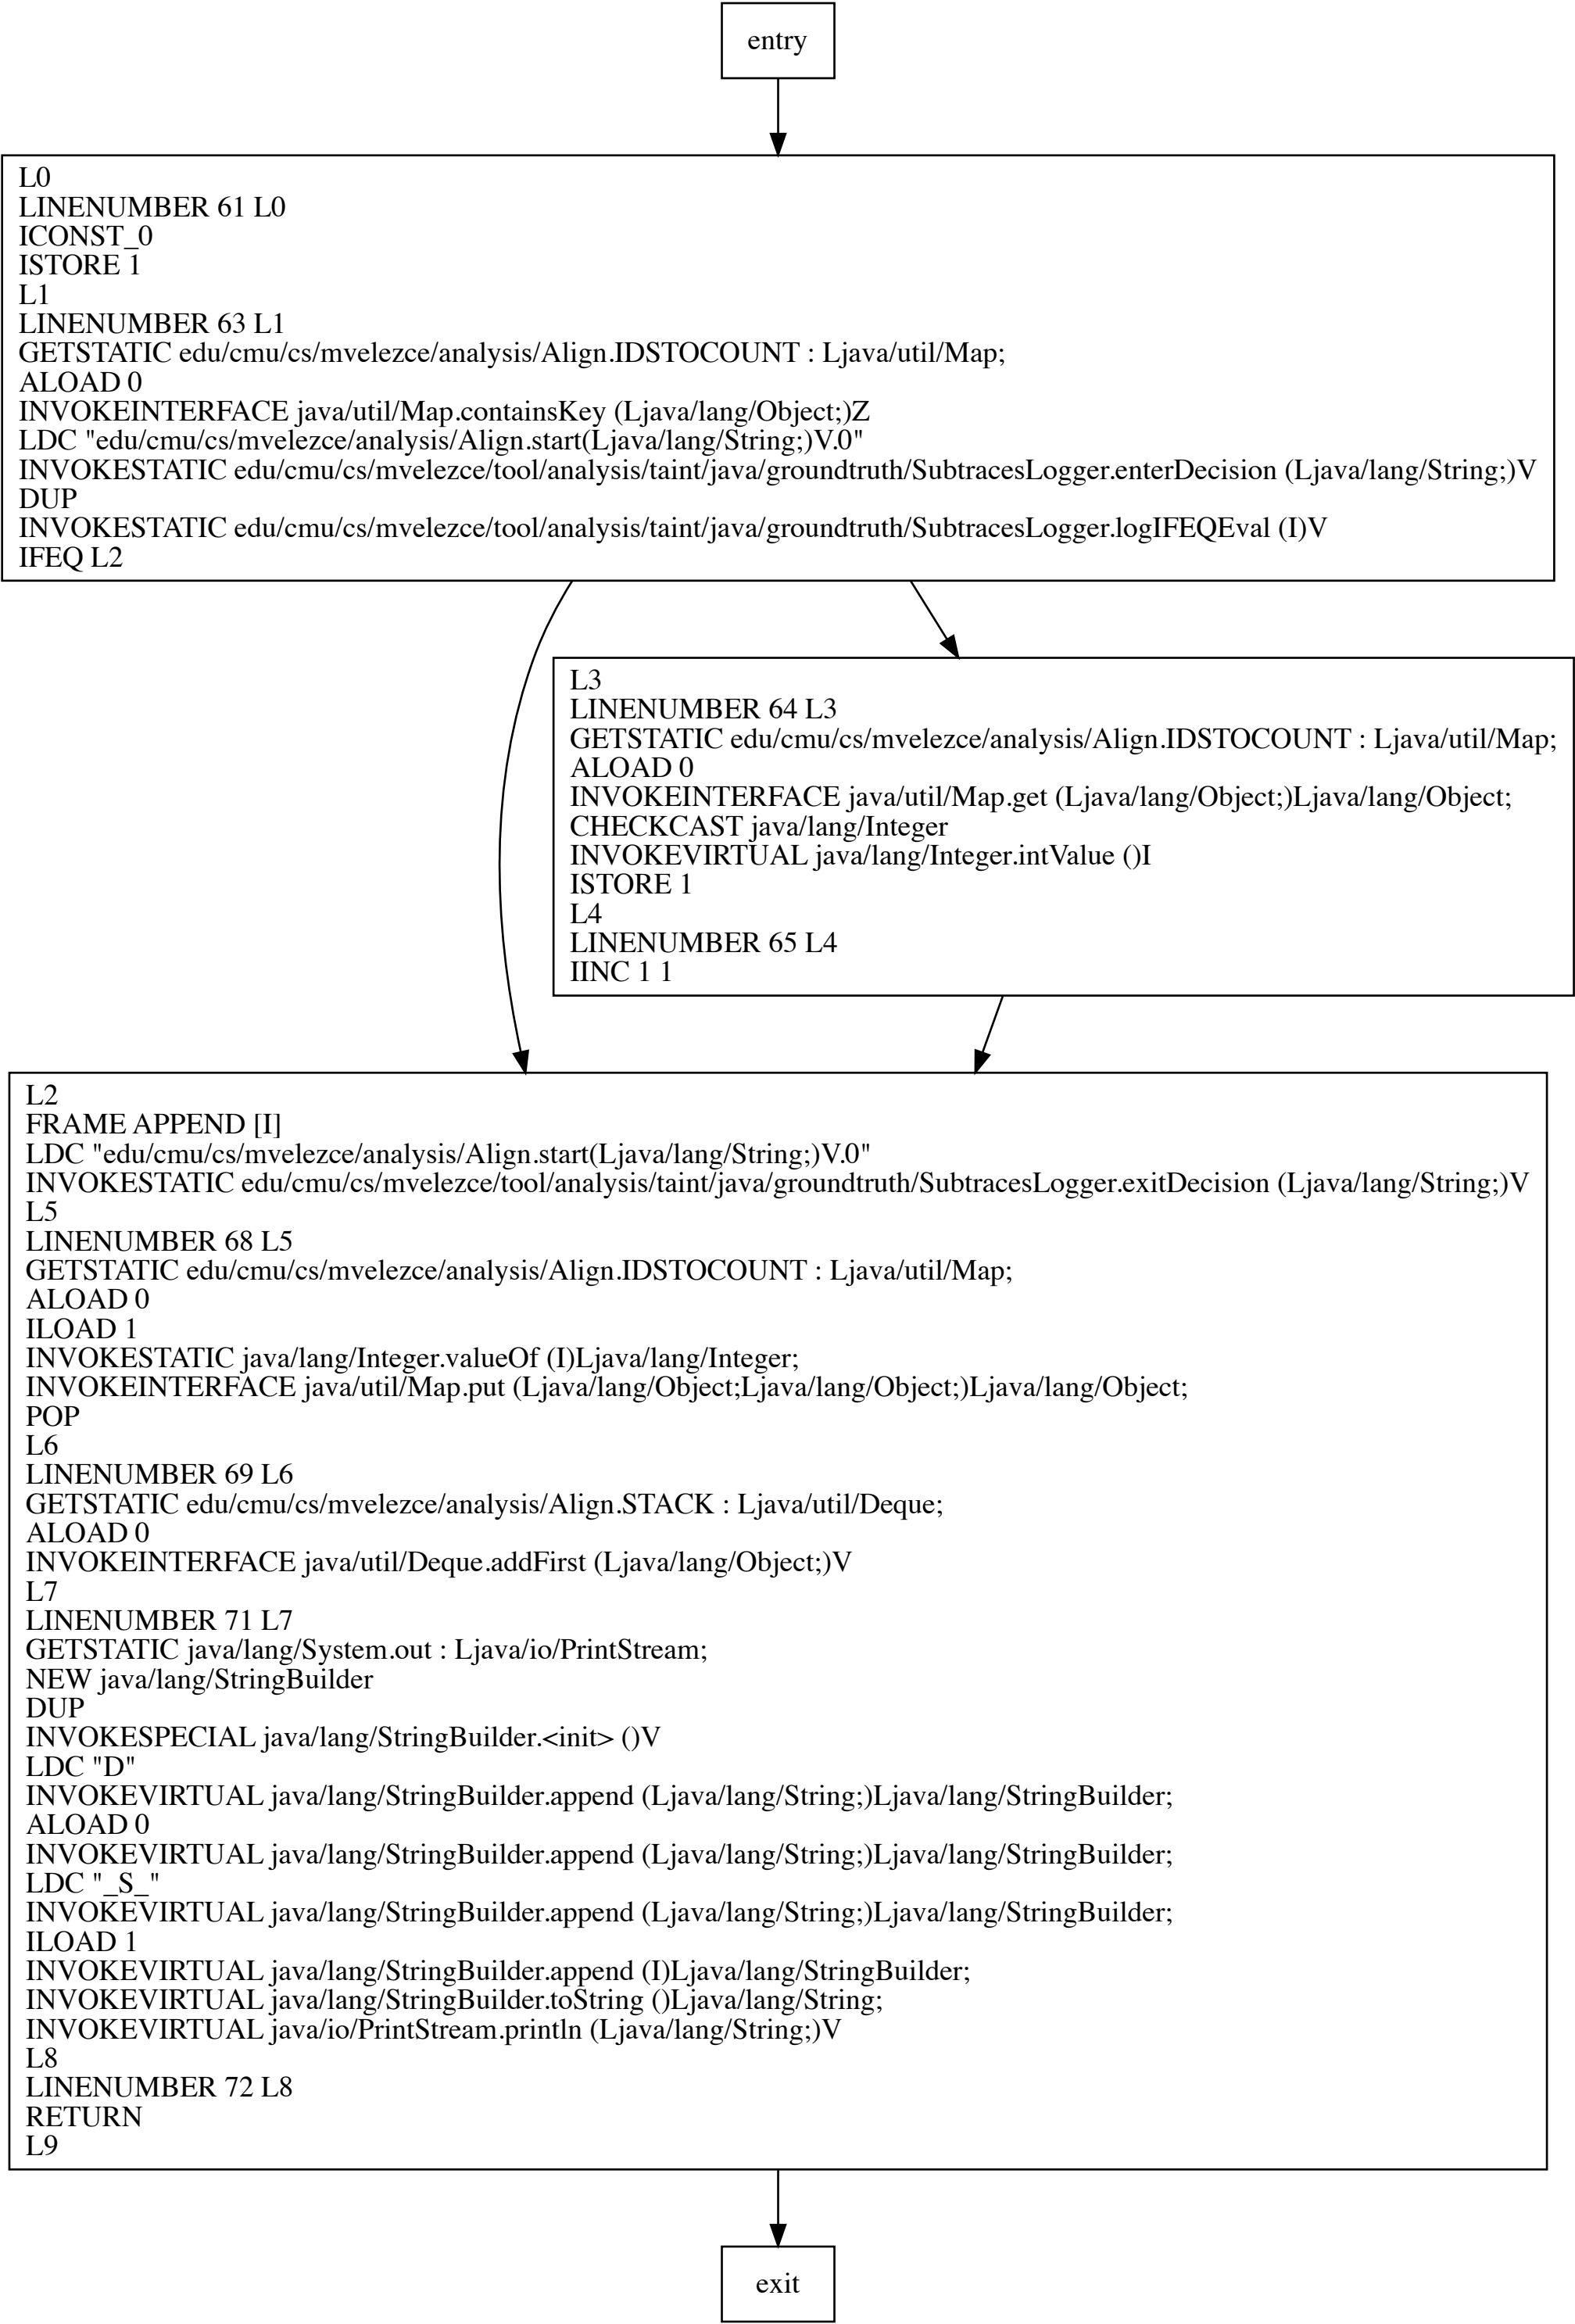 entry
L0
LINENUMBER 61 L0
ICONST_0
ISTORE 1
L1
LINENUMBER 63 L1
GETSTATIC edu/cmu/cs/mvelezce/analysis/Align.IDSTOCOUNT : Ljava/util/Map;
ALOAD 0
INVOKEINTERFACE java/util/Map.containsKey (Ljava/lang/Object;)Z
LDC "edu/cmu/cs/mvelezce/analysis/Align.start(Ljava/lang/String;)V.0"
INVOKESTATIC edu/cmu/cs/mvelezce/tool/analysis/taint/java/groundtruth/SubtracesLogger.enterDecision (Ljava/lang/String;)V
DUP
INVOKESTATIC edu/cmu/cs/mvelezce/tool/analysis/taint/java/groundtruth/SubtracesLogger.logIFEQEval (I)V
IFEQ L2
L3
LINENUMBER 64 L3
GETSTATIC edu/cmu/cs/mvelezce/analysis/Align.IDSTOCOUNT : Ljava/util/Map;
ALOAD 0
INVOKEINTERFACE java/util/Map.get (Ljava/lang/Object;)Ljava/lang/Object;
CHECKCAST java/lang/Integer
INVOKEVIRTUAL java/lang/Integer.intValue ()I
ISTORE 1
L4
LINENUMBER 65 L4
IINC 1 1
L2
FRAME APPEND [I]
LDC "edu/cmu/cs/mvelezce/analysis/Align.start(Ljava/lang/String;)V.0"
INVOKESTATIC edu/cmu/cs/mvelezce/tool/analysis/taint/java/groundtruth/SubtracesLogger.exitDecision (Ljava/lang/String;)V
L5
LINENUMBER 68 L5
GETSTATIC edu/cmu/cs/mvelezce/analysis/Align.IDSTOCOUNT : Ljava/util/Map;
ALOAD 0
ILOAD 1
INVOKESTATIC java/lang/Integer.valueOf (I)Ljava/lang/Integer;
INVOKEINTERFACE java/util/Map.put (Ljava/lang/Object;Ljava/lang/Object;)Ljava/lang/Object;
POP
L6
LINENUMBER 69 L6
GETSTATIC edu/cmu/cs/mvelezce/analysis/Align.STACK : Ljava/util/Deque;
ALOAD 0
INVOKEINTERFACE java/util/Deque.addFirst (Ljava/lang/Object;)V
L7
LINENUMBER 71 L7
GETSTATIC java/lang/System.out : Ljava/io/PrintStream;
NEW java/lang/StringBuilder
DUP
INVOKESPECIAL java/lang/StringBuilder.<init> ()V
LDC "D"
INVOKEVIRTUAL java/lang/StringBuilder.append (Ljava/lang/String;)Ljava/lang/StringBuilder;
ALOAD 0
INVOKEVIRTUAL java/lang/StringBuilder.append (Ljava/lang/String;)Ljava/lang/StringBuilder;
LDC "_S_"
INVOKEVIRTUAL java/lang/StringBuilder.append (Ljava/lang/String;)Ljava/lang/StringBuilder;
ILOAD 1
INVOKEVIRTUAL java/lang/StringBuilder.append (I)Ljava/lang/StringBuilder;
INVOKEVIRTUAL java/lang/StringBuilder.toString ()Ljava/lang/String;
INVOKEVIRTUAL java/io/PrintStream.println (Ljava/lang/String;)V
L8
LINENUMBER 72 L8
RETURN
L9
exit